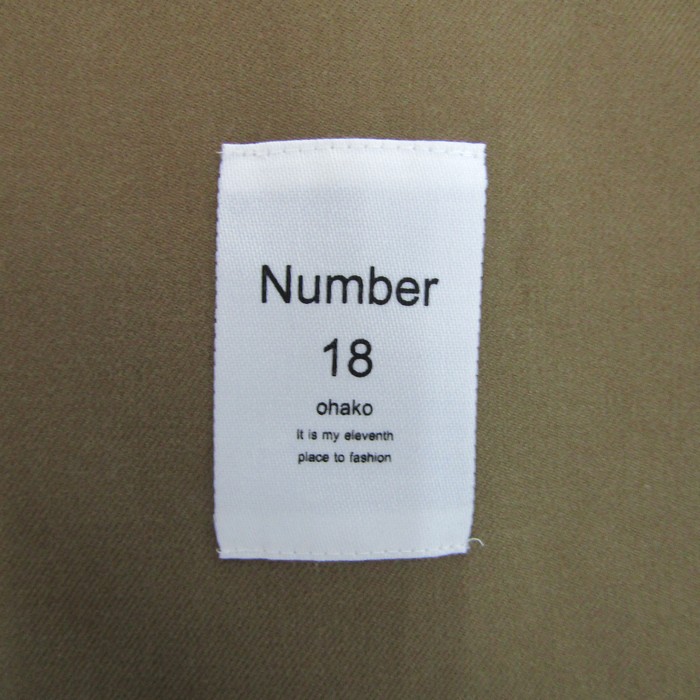 Number
18
ohako
It is my eleventh
place to fashion